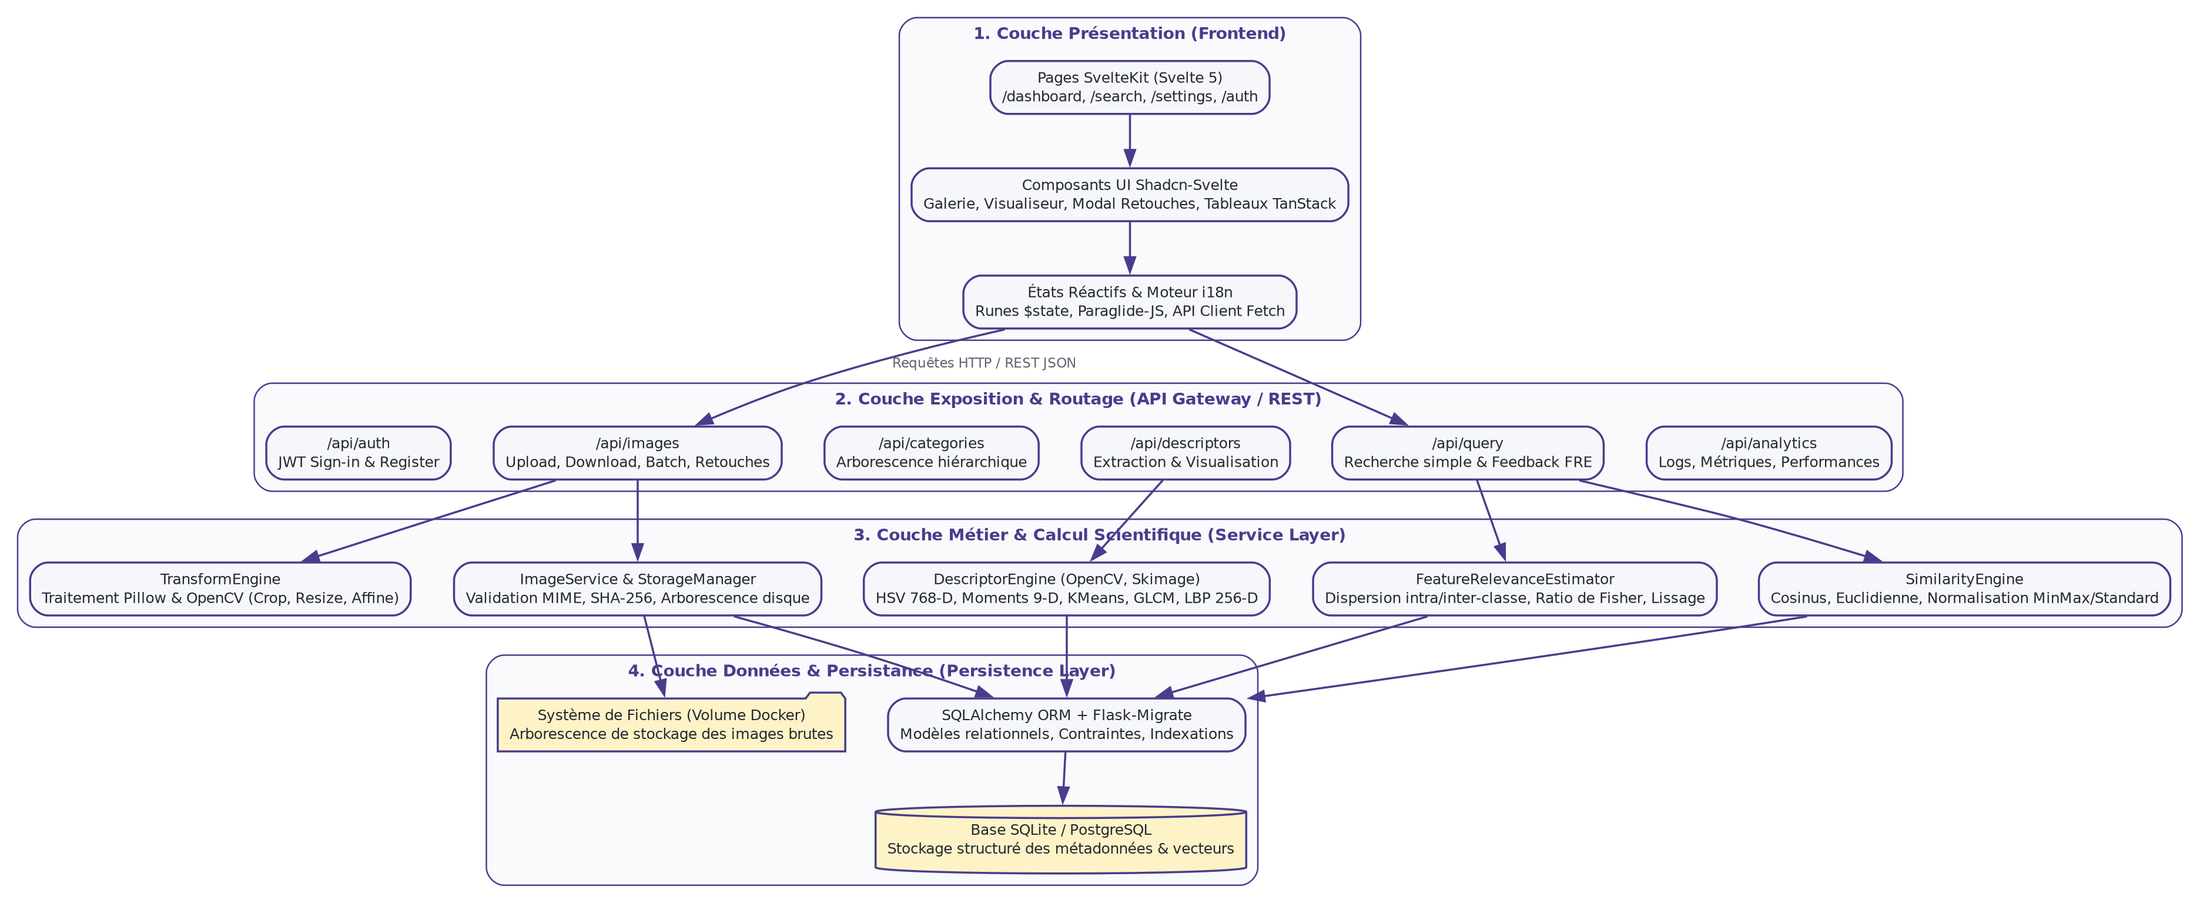 1. Couche Présentation (Frontend)
Pages SvelteKit (Svelte 5)
/dashboard, /search, /settings, /auth
Composants UI Shadcn-Svelte
Galerie, Visualiseur, Modal Retouches, Tableaux TanStack
États Réactifs & Moteur i18n
Runes $state, Paraglide-JS, API Client Fetch
Requêtes HTTP / REST JSON
2. Couche Exposition & Routage (API Gateway / REST)
/api/auth
JWT Sign-in & Register
/api/images
Upload, Download, Batch, Retouches
/api/categories
Arborescence hiérarchique
/api/descriptors
Extraction & Visualisation
/api/query
Recherche simple & Feedback FRE
/api/analytics
Logs, Métriques, Performances
3. Couche Métier & Calcul Scientifique (Service Layer)
TransformEngine
Traitement Pillow & OpenCV (Crop, Resize, Affine)
ImageService & StorageManager
Validation MIME, SHA-256, Arborescence disque
DescriptorEngine (OpenCV, Skimage)
HSV 768-D, Moments 9-D, KMeans, GLCM, LBP 256-D
FeatureRelevanceEstimator
Dispersion intra/inter-classe, Ratio de Fisher, Lissage
SimilarityEngine
Cosinus, Euclidienne, Normalisation MinMax/Standard
4. Couche Données & Persistance (Persistence Layer)
Système de Fichiers (Volume Docker)
Arborescence de stockage des images brutes
SQLAlchemy ORM + Flask-Migrate
Modèles relationnels, Contraintes, Indexations
Base SQLite / PostgreSQL
Stockage structuré des métadonnées & vecteurs